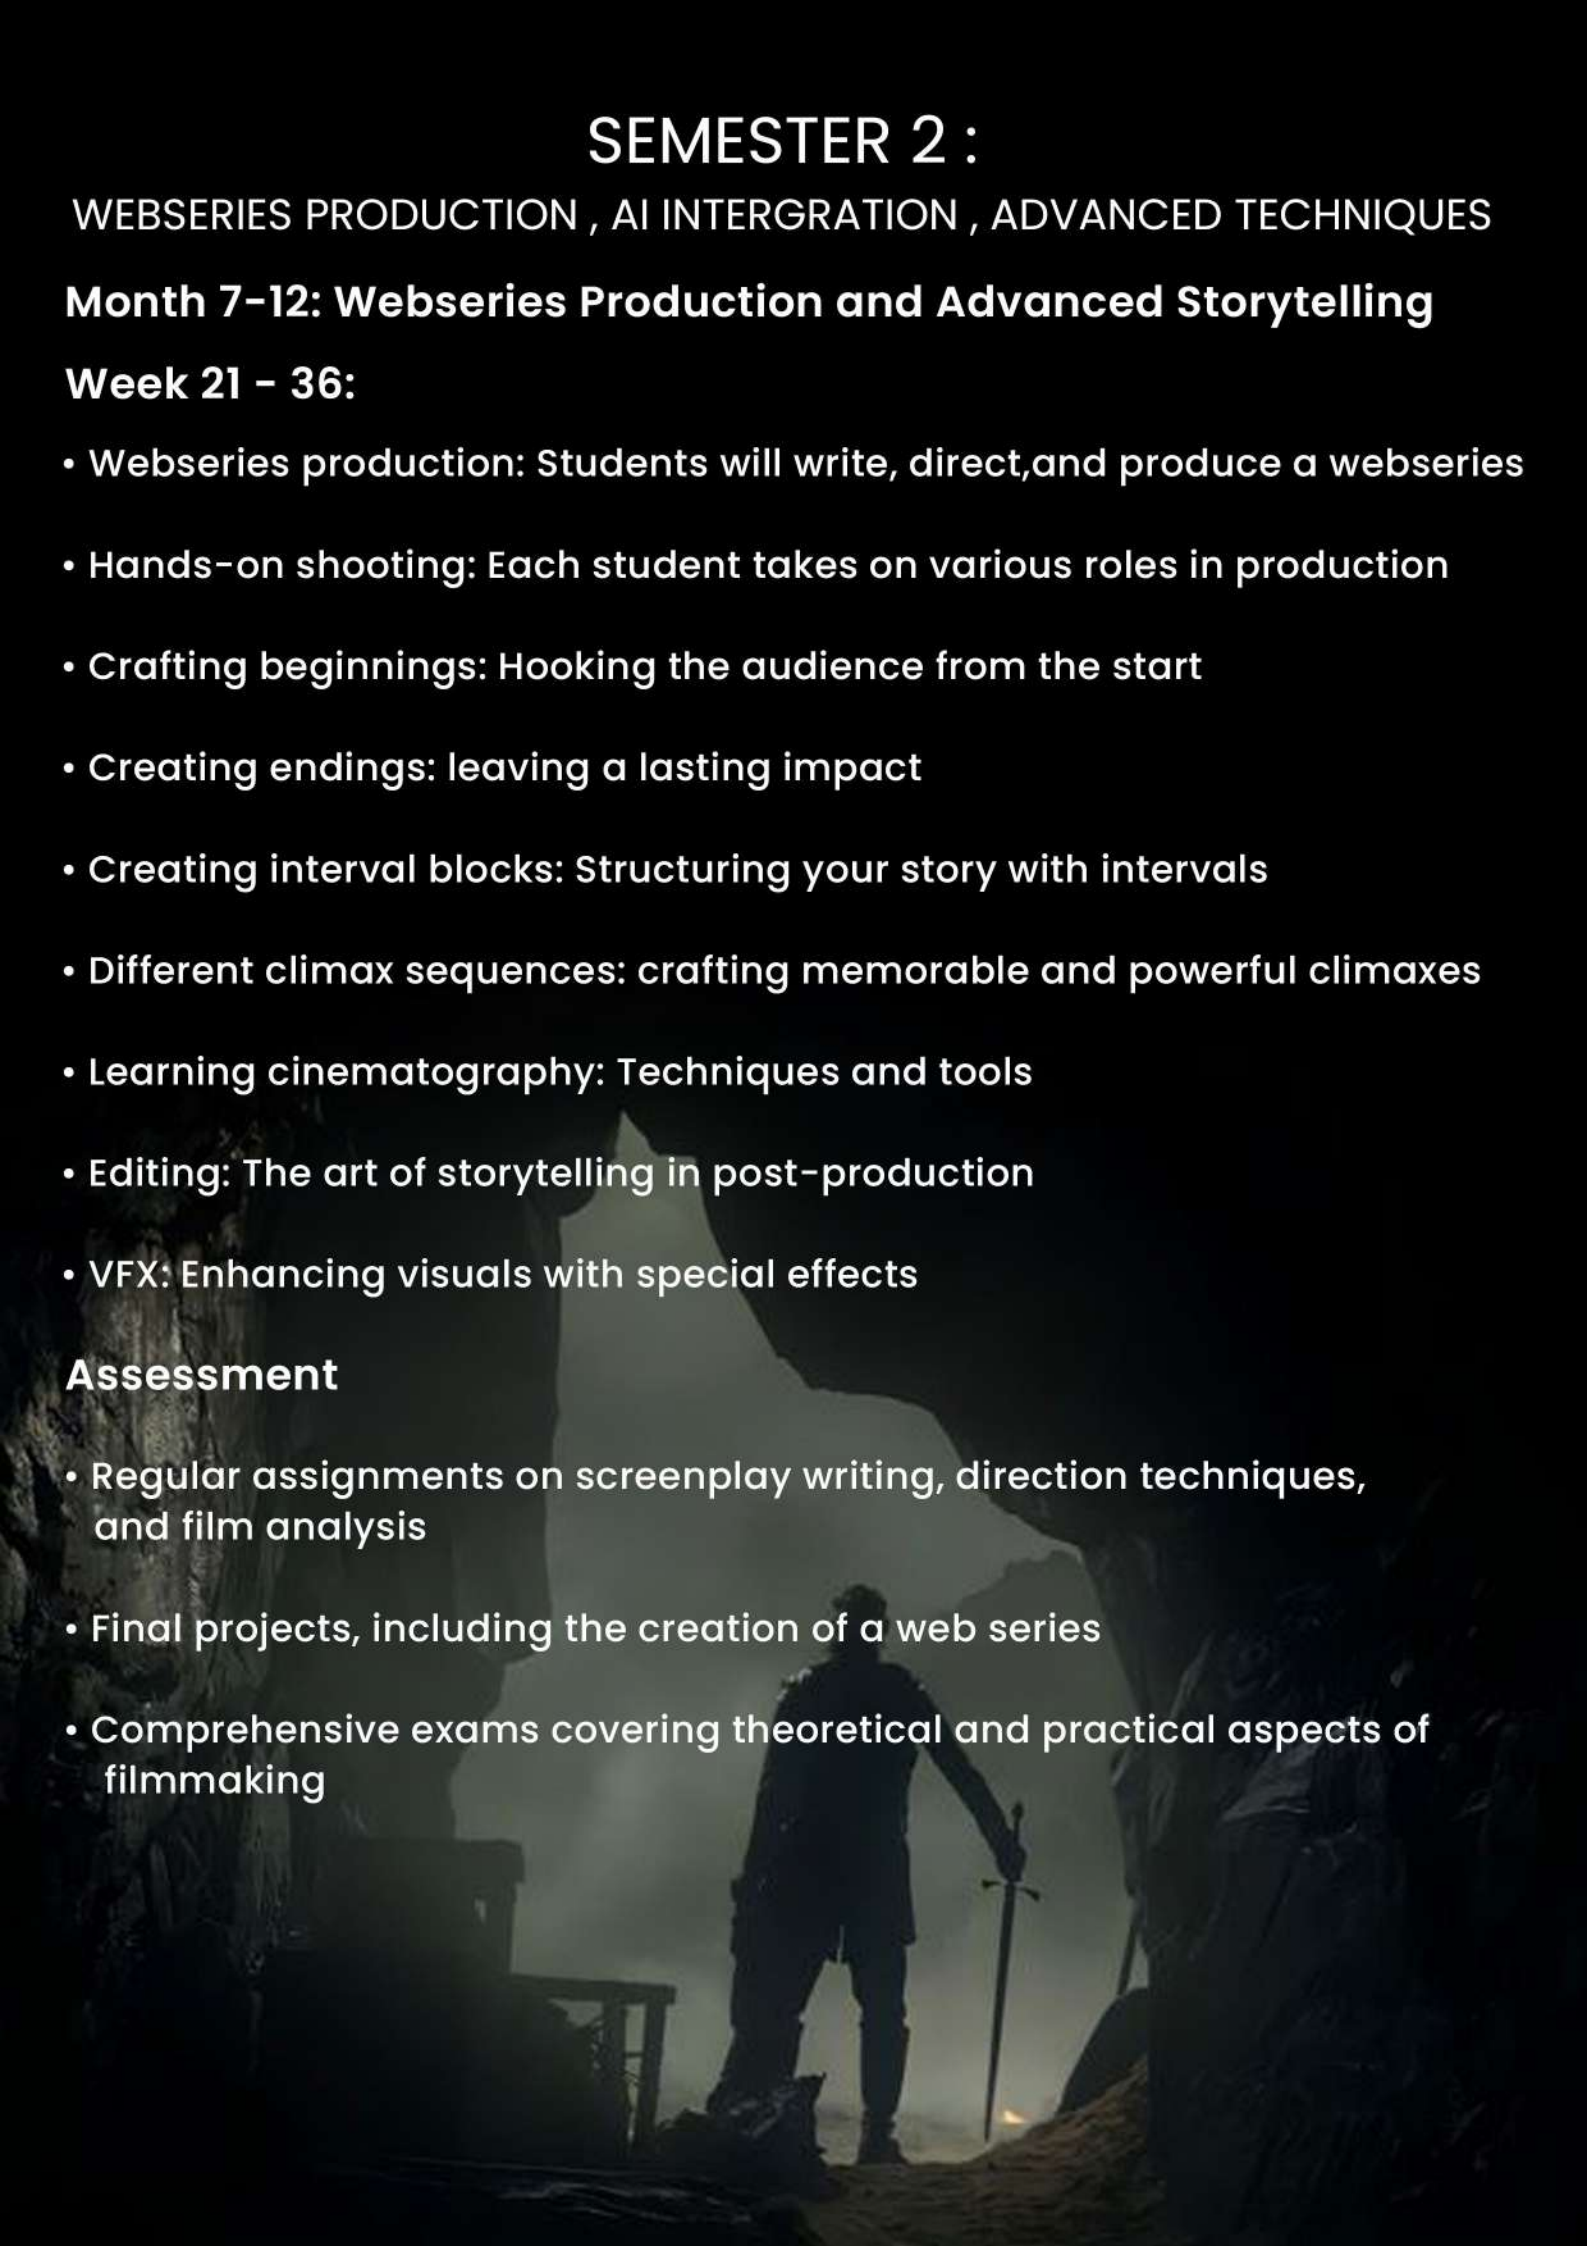 SEMESTER 2 :
WEBSERIES PRODUCTION , AI INTERGRATION , ADVANCED TECHNIQUES
Month 7-12: Webseries Production and Advanced Storytelling
Week 21 - 36:
• Webseries production: Students will write, direct,and produce a webseries
• Hands-on shooting: Each student takes on various roles in production
• Crafting beginnings: Hooking the audience from the start
• Creating endings: leaving a lasting impact
• Creating interval blocks: Structuring your story with intervals
• Different climax sequences: crafting memorable and powerful climaxes
• Learning cinematography: Techniques and tools
• Editing: The art of storytelling in post-production
• VFX: Enhancing visuals with special effects
Assessment
• Regular assignments on screenplay writing, direction techniques,
and film analysis
• Final projects, including the creation of a web series
• Comprehensive exams covering theoretical and practical aspects of
filmmaking